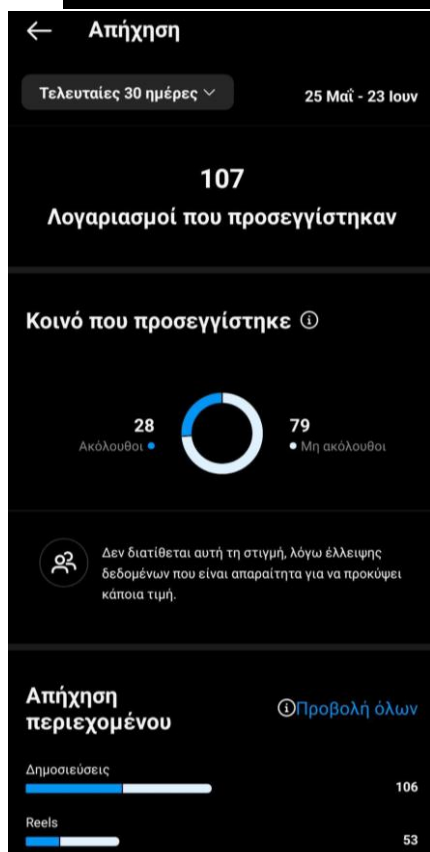 Απήχηση
Τελευταίες 30 ημέρες
25 Μαΐ - 23 Ιουν
107
Λογαριασμοί που προσεγγίστηκαν
Κοινό που προσεγγίστηκε
28
Ακόλουθοι
79
Μη ακόλουθοι
Δεν διατίθεται αυτή τη στιγμή, λόγω έλλειψης
δεδομένων που είναι απαραίτητα για να προκύψει
κάποια τιμή.
Απήχηση
περιεχομένου
Προβολή όλων
Δημοσιεύσεις
106
Reels
53